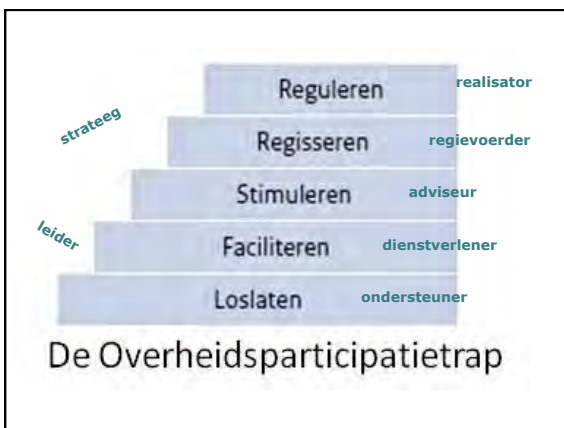 Reguleren realisator
strateeg
Regisseren regievoerder
Stimuleren adviseur
leider
Faciliteren dienstverlener
Loslaten ondersteuner
De Overheidsparticipatietrap